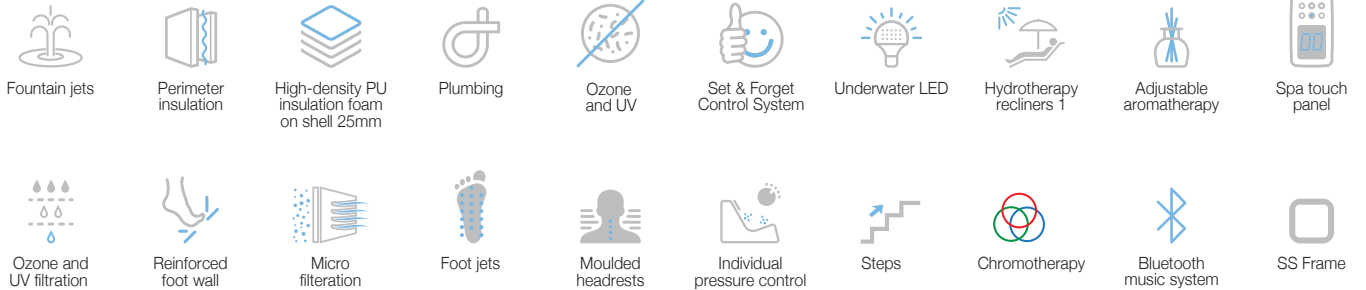 00
Fountain jets
Perimeter
insulation
High-density PU
insulation foam
on shell 25mm
Plumbing
Ozone
and UV
Set & Forget
Control System
Underwater LED
Hydrotherapy
recliners 1
Adjustable
aromatherapy
Spa touch
panel
Ozone and
UV filtration
Reinforced
foot wall
Micro
filteration
Foot jets
Moulded
headrests
Individual
pressure control
Steps
Chromotherapy
Bluetooth
music system
SS Frame